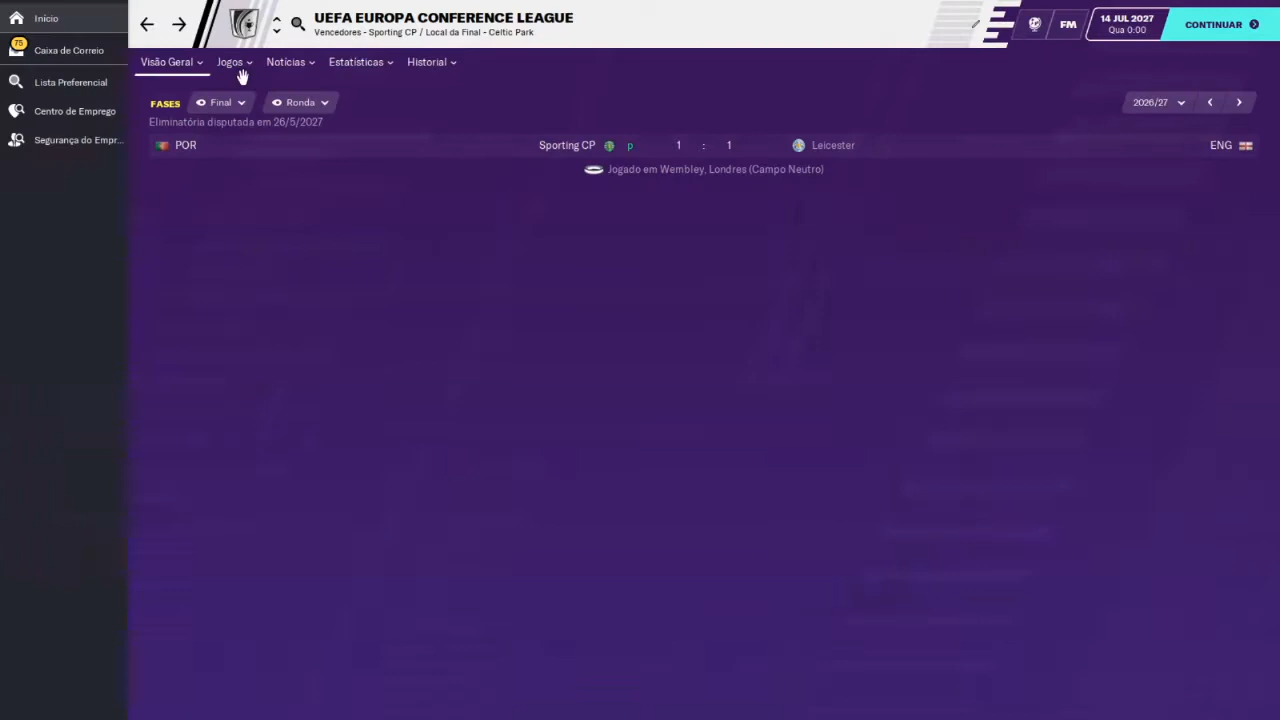 Início
75
Caixa de Correio
Lista Preferencial
Centro de Emprego
Segurança do Empr...
UEFA EUROPA CONFERENCE LEAGUE
Vencedores - Sporting CP / Local da Final - Celtic Park
FM
14 JUL 2027
Qua 0:00
CONTINUAR
Visão Geral
Jogos
Notícias
Estatísticas
Historial
FASES
Final
Ronda
2026/27
Eliminatória disputada em 26/5/2027
POR Sporting CP p 1 : 1 Leicester ENG
Jogado em Wembley, Londres (Campo Neutro)